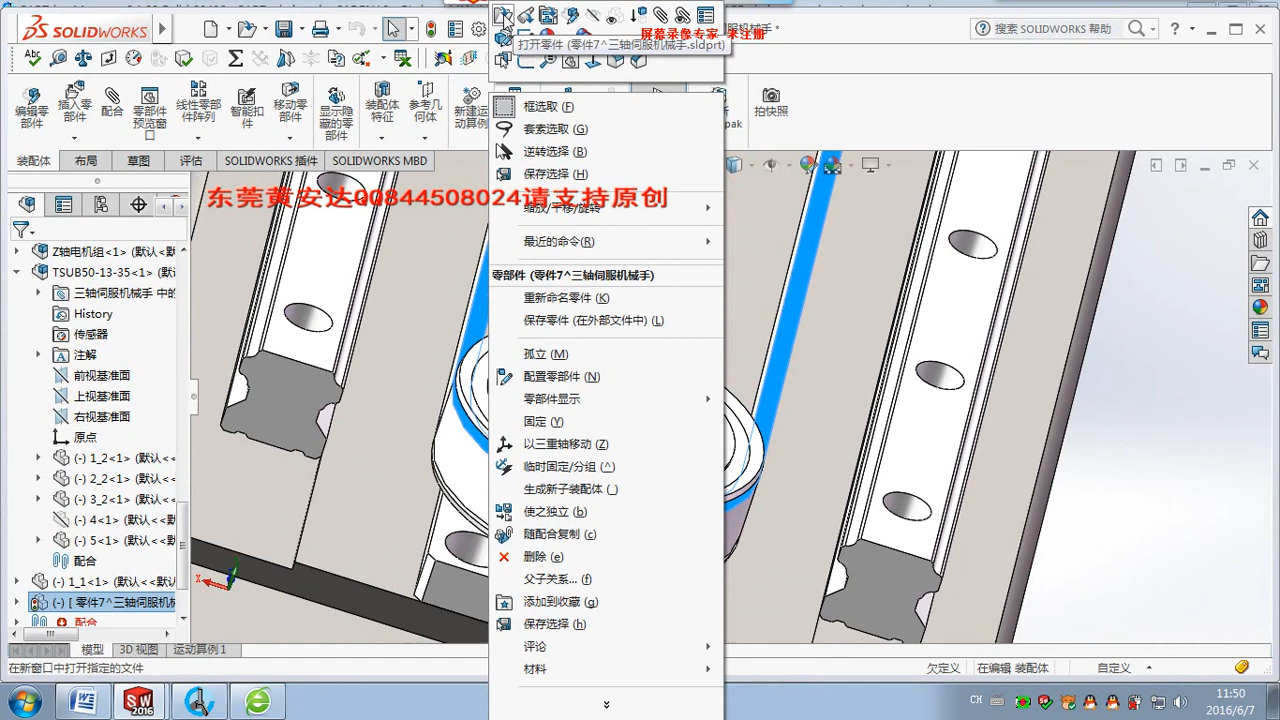 SOLIDWORKS
服机械手 *
搜索 SOLIDWORKS 帮助
屏幕录像专家 未注册
打开零件 (零件7^三轴伺服机械手.sldprt)
编辑零部件
插入零部件
配合
零部件预览窗口
线性零部件阵列
智能扣件
移动零部件
显示隐藏的零部件
装配体特征
参考几何体
新建运动算例
pak
拍快照
装配体
布局
草图
评估
SOLIDWORKS 插件
SOLIDWORKS MBD
东莞黄安达00844508024请支持原创
Z轴电机组<1> (默认<默
TSUB50-13-35<1> (默认
三轴伺服机械手 中的
History
传感器
注解
前视基准面
上视基准面
右视基准面
原点
(-) 1_2<1> (默认<<
(-) 2_2<1> (默认<<
(-) 3_2<1> (默认<<
(-) 4<1> (默认<<默
(-) 5<1> (默认<<默
配合
(-) 1_1<1> (默认<<默
(-) [ 零件7^三轴伺服机械
配合
框选取 (F)
套索选取 (G)
逆转选择 (B)
保存选择 (H)
缩放/平移/旋转
最近的命令(R)
零部件 (零件7^三轴伺服机械手)
重新命名零件 (K)
保存零件 (在外部文件中) (L)
孤立 (M)
配置零部件 (N)
零部件显示
固定 (Y)
以三重轴移动 (Z)
临时固定/分组 (^)
生成新子装配体 (_)
使之独立 (b)
随配合复制 (c)
删除 (e)
父子关系... (f)
添加到收藏 (g)
保存选择 (h)
评论
材料
模型
3D 视图
运动算例 1
在新窗口中打开指定的文件
欠定义
在编辑 装配体
自定义
SW
2016
CH
11:50
2016/6/7